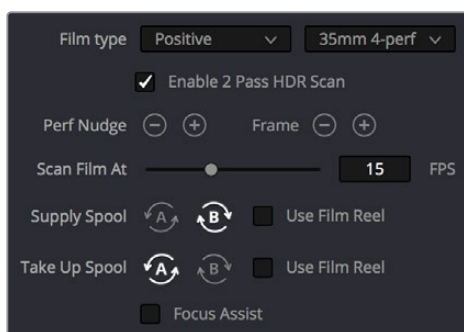 Film type Positive 35mm 4-perf
Enable 2 Pass HDR Scan
Perf Nudge Frame
Scan Film At 15 FPS
Supply Spool A B Use Film Reel
Take Up Spool A B Use Film Reel
Focus Assist